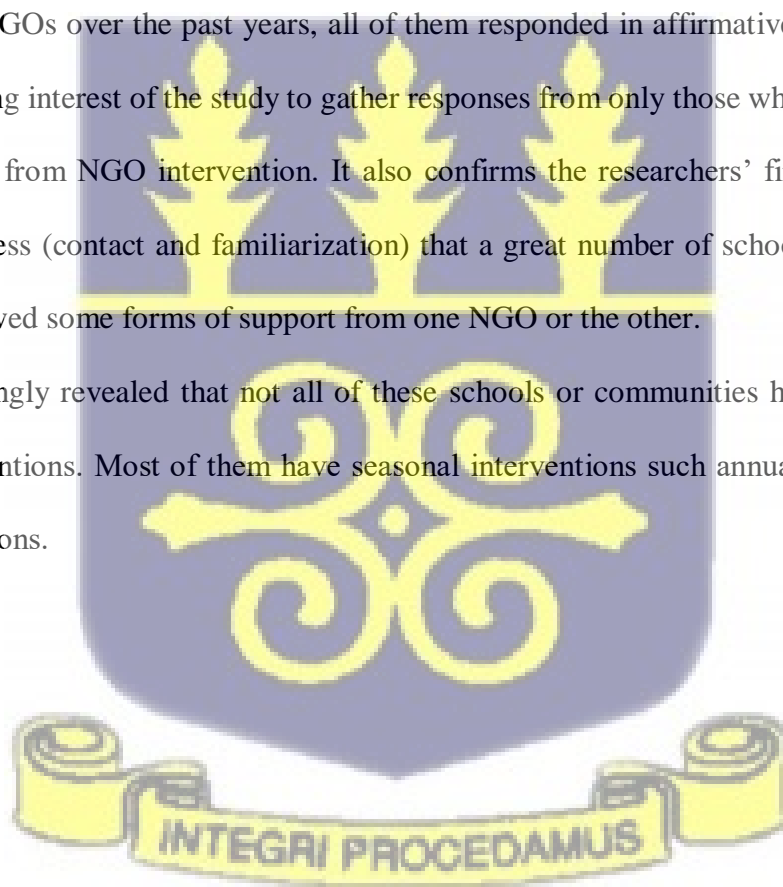 GOs over the past years, all of them responded in affirmative
ng interest of the study to gather responses from only those wh
from NGO intervention. It also confirms the researchers’ fi
ess (contact and familiarization) that a great number of schoo
ved some forms of support from one NGO or the other.
ngly revealed that not all of these schools or communities h
ntions. Most of them have seasonal interventions such annua
ons.
INTEGRI PROCEDAMUS